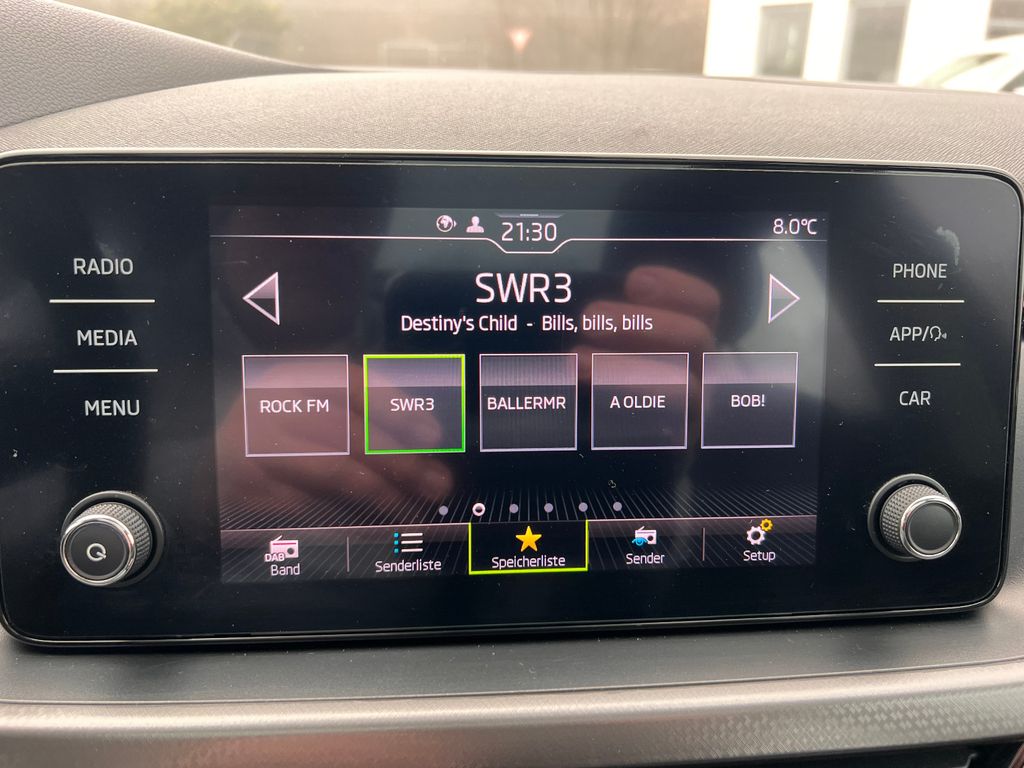 21:30
8.0°C
RADIO
MEDIA
MENU
SWR3
Destiny's Child - Bills, bills, bills
ROCK FM
SWR3
BALLERMR
A OLDIE
BOB!
DAB
Band
Senderliste
Speicherliste
Sender
Setup
PHONE
APP/
CAR